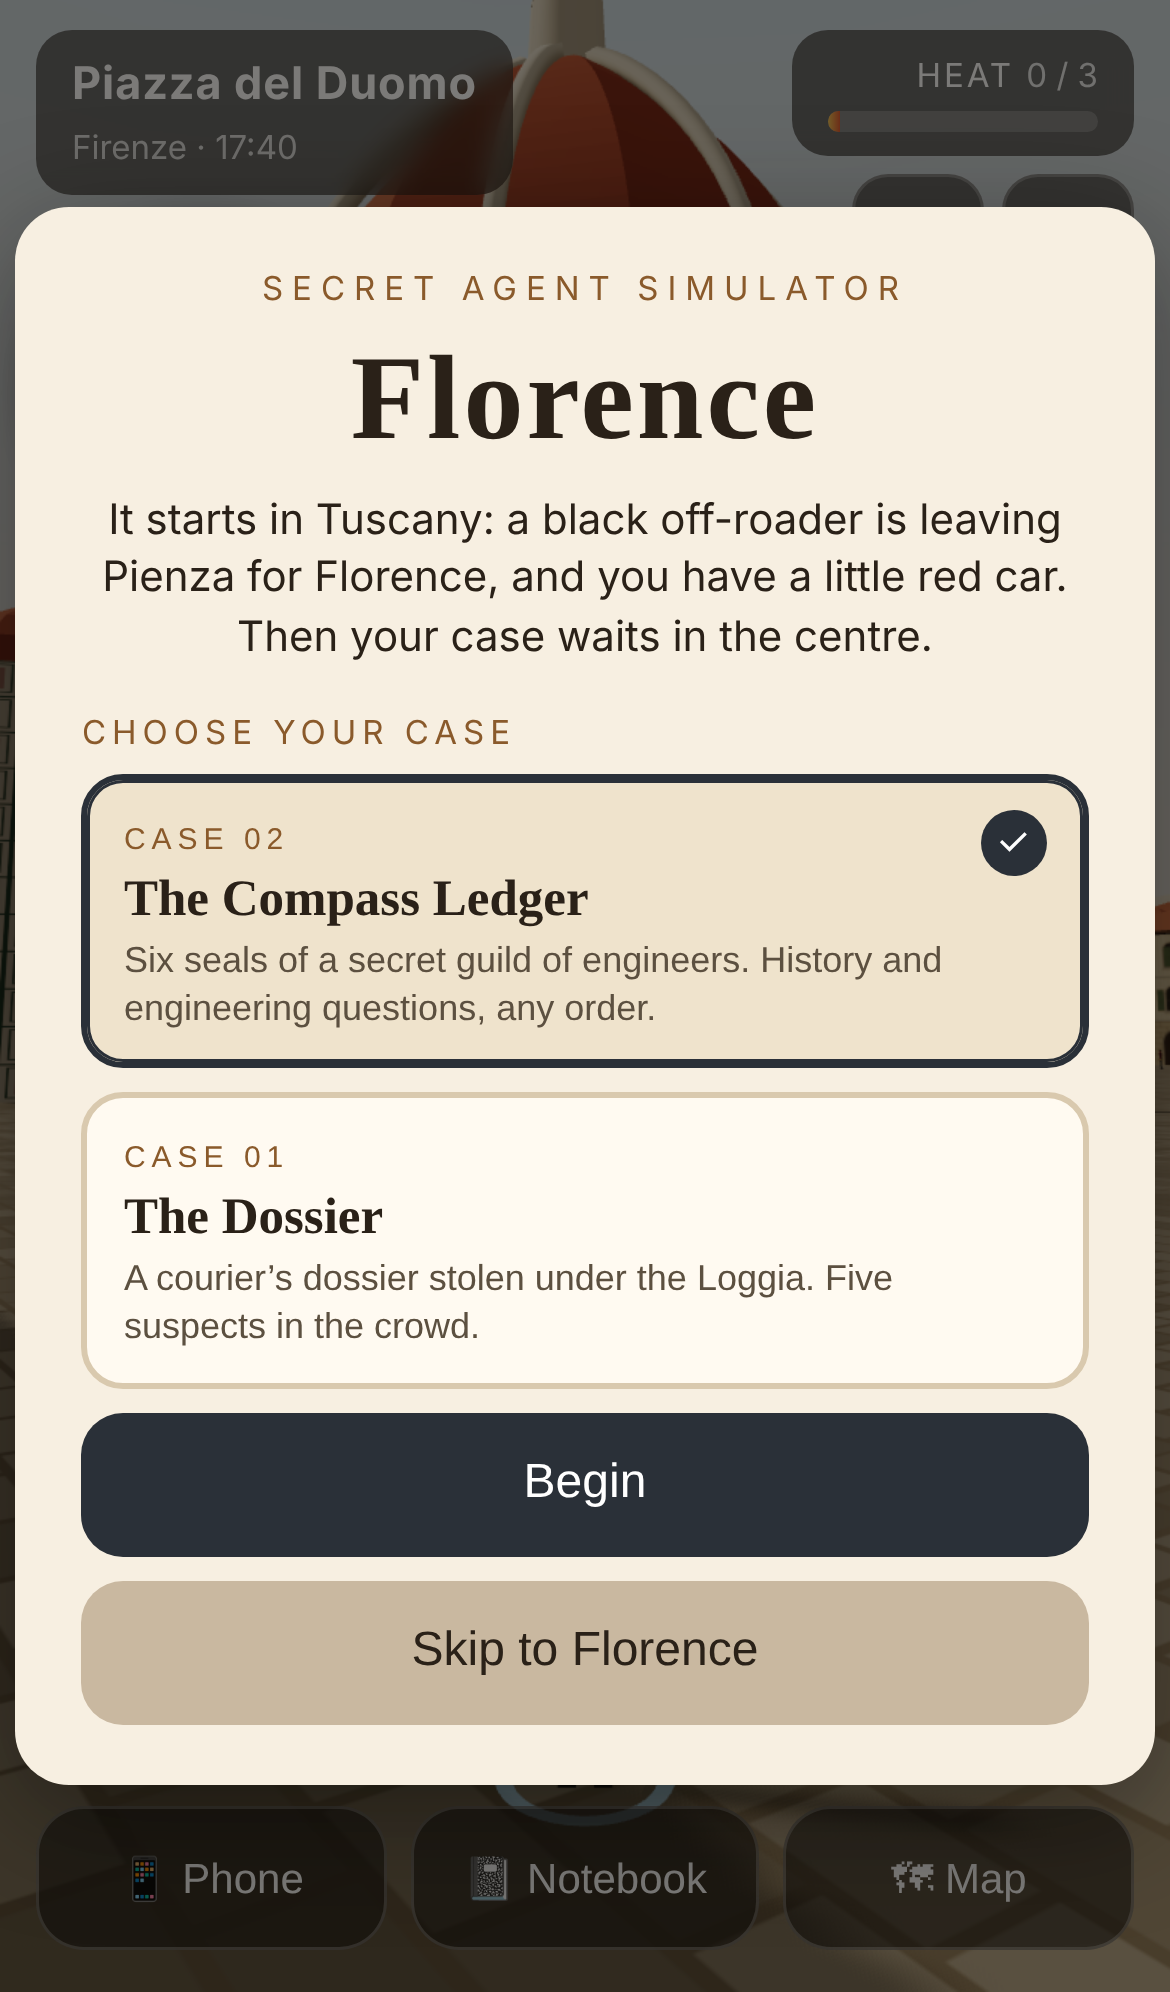 Piazza del Duomo
Firenze · 17:40
HEAT 0 / 3
SECRET AGENT SIMULATOR
Florence
It starts in Tuscany: a black off-roader is leaving
Pienza for Florence, and you have a little red car.
Then your case waits in the centre.
CHOOSE YOUR CASE
CASE 02
The Compass Ledger
Six seals of a secret guild of engineers. History and
engineering questions, any order.
CASE 01
The Dossier
A courier’s dossier stolen under the Loggia. Five
suspects in the crowd.
Begin
Skip to Florence
Phone
Notebook
Map